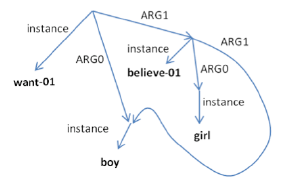 instance
ARG1
ARG1
ARG0
instance
want-01
believe-01
ARG0
instance
girl
instance
boy